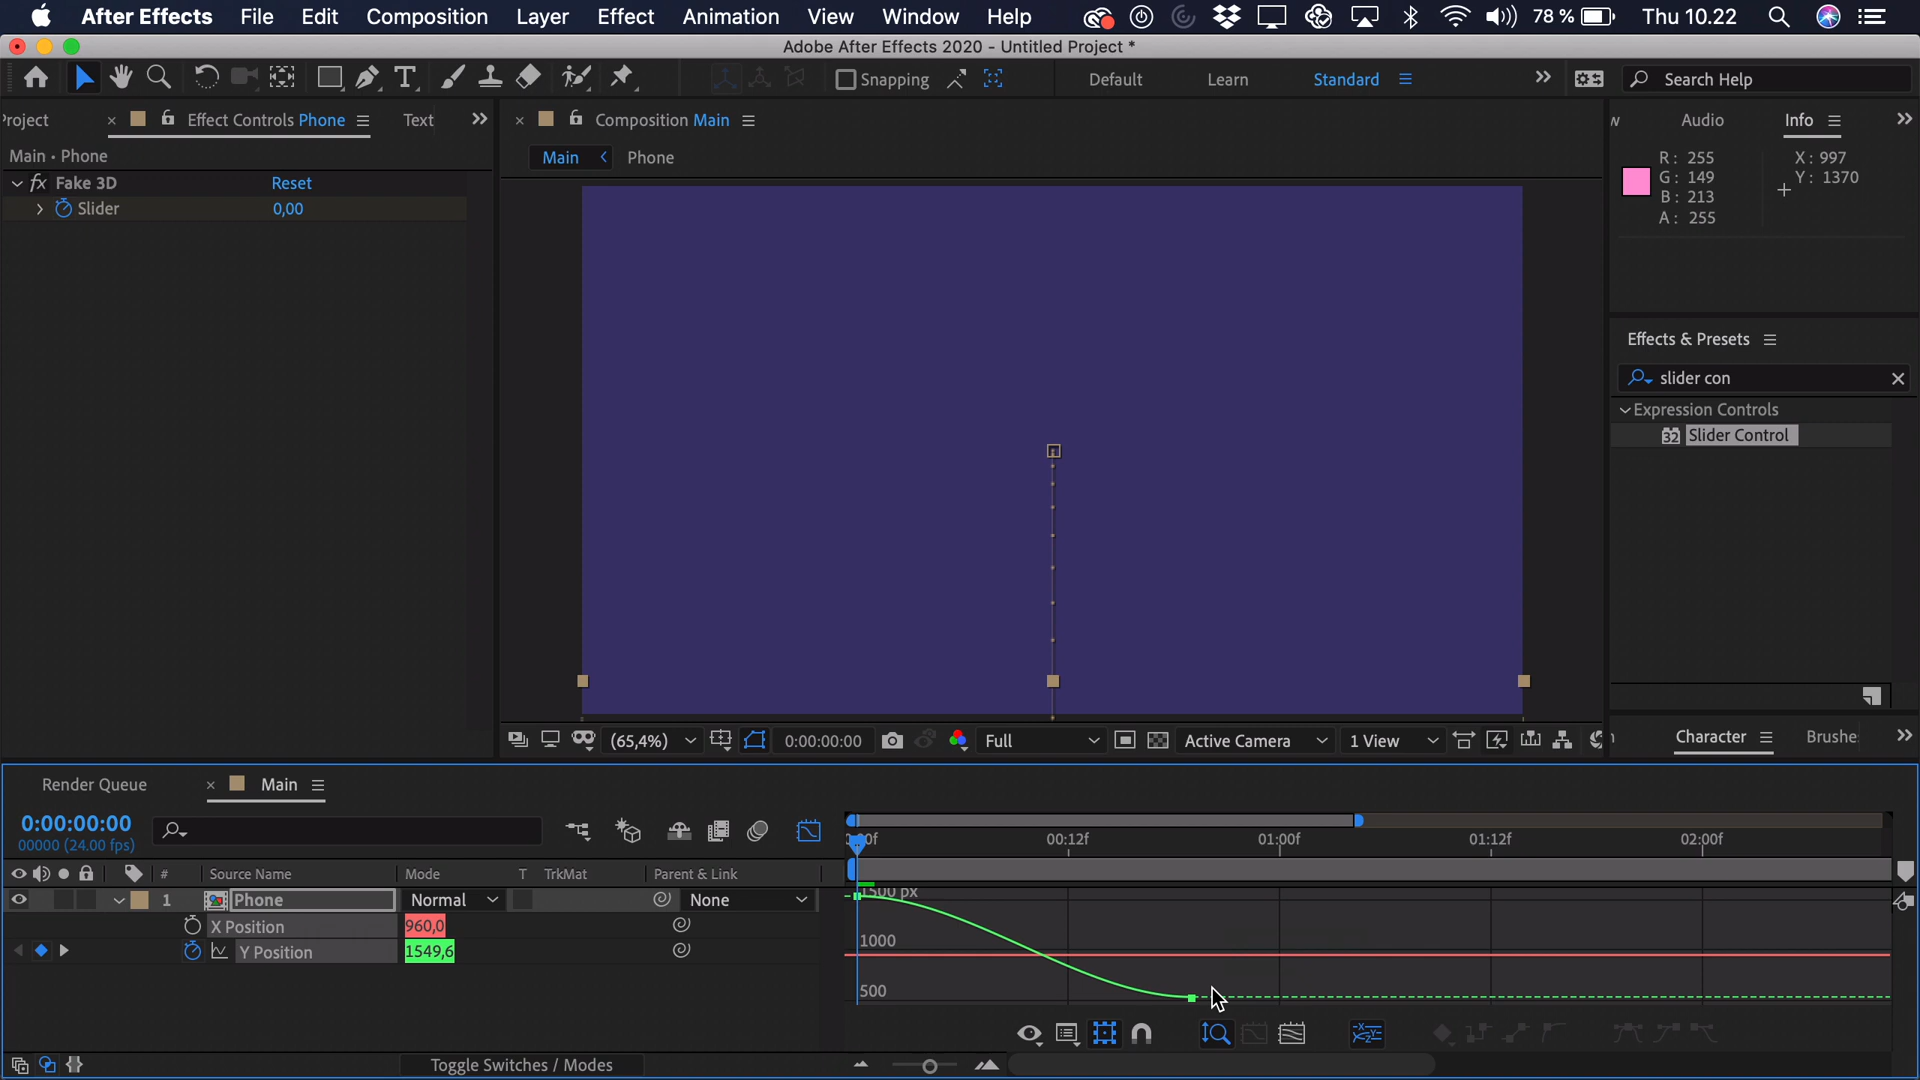 After Effects File Edit Composition Layer Effect Animation View Window Help 78 % Thu 10.22
Adobe After Effects 2020 - Untitled Project *
Snapping Default Learn Standard Search Help
roject × Effect Controls Phone Text
× Composition Main
Audio Info
Main • Phone
Main Phone
fx Fake 3D Reset
Slider 0,00
R: 255 X: 997
G: 149 Y: 1370
B: 213
A: 255
Effects & Presets
slider con
Expression Controls
32 Slider Control
(65,4%) 0:00:00:00 Full Active Camera 1 View
Character Brushe
Render Queue × Main
0:00:00:00
00000 (24.00 fps)
00f 00:12f 01:00f 01:12f 02:00f
# Source Name Mode T TrkMat Parent & Link
1 Phone Normal None
X Position 960,0
Y Position 1549,6
1500 px
1000
500
Toggle Switches / Modes